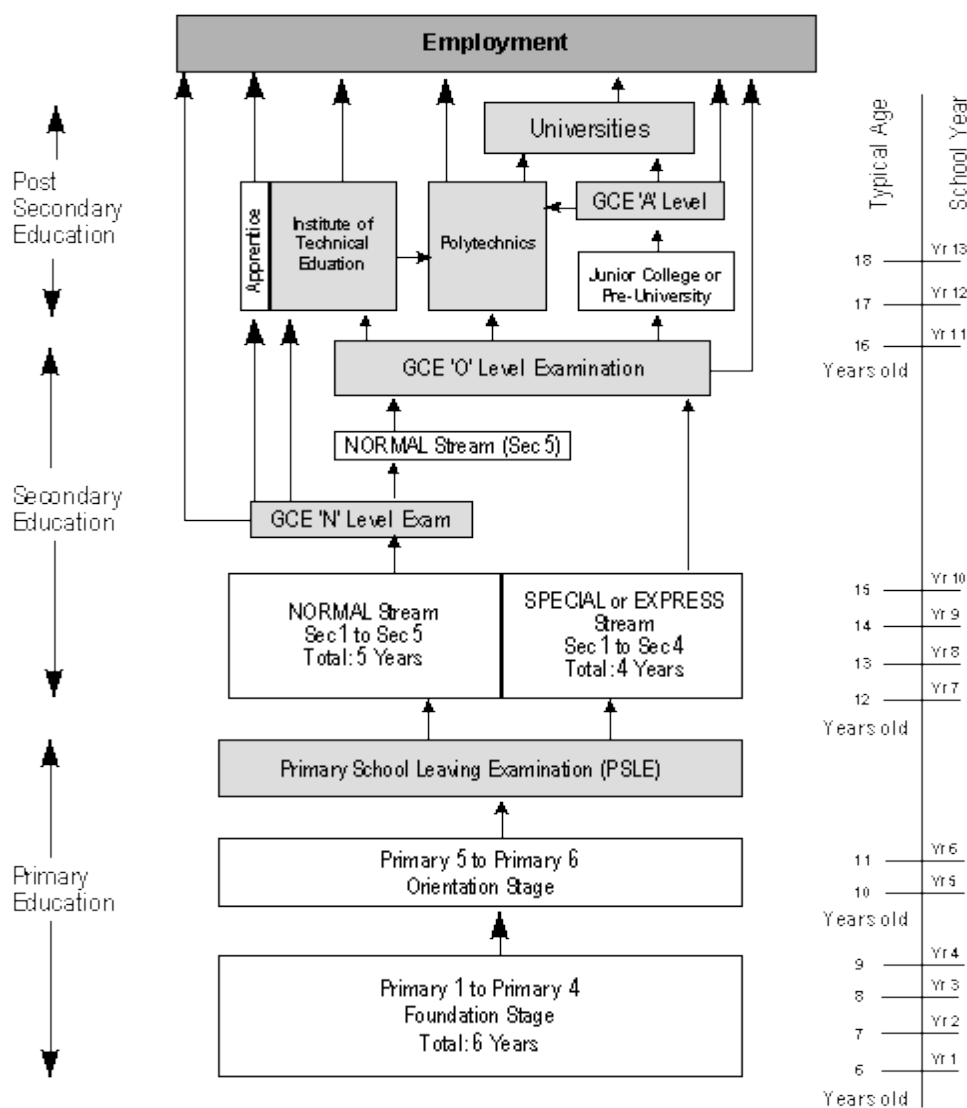 Employment
Universities
Typical Age
School Year
Post
Secondary
Education
Apprentice
Institute of
Technical
Eduation
Polytechnics
GCE 'A' Level
Junior College or
Pre-University
18
Yr 13
17
Yr 12
16
Yr 11
Years old
GCE 'O' Level Examination
NORMAL Stream (Sec 5)
Secondary
Education
GCE 'N' Level Exam
NORMAL Stream
Sec 1 to Sec 5
Total: 5 Years
SPECIAL or EXPRESS
Stream
Sec 1 to Sec 4
Total: 4 Years
15
Yr 10
14
Yr 9
13
Yr 8
12
Yr 7
Years old
Primary School Leaving Examination (PSLE)
Primary
Education
Primary 5 to Primary 6
Orientation Stage
11
Yr 6
10
Yr 5
Years old
Primary 1 to Primary 4
Foundation Stage
Total: 6 Years
9
Yr 4
8
Yr 3
7
Yr 2
6
Yr 1
Years old